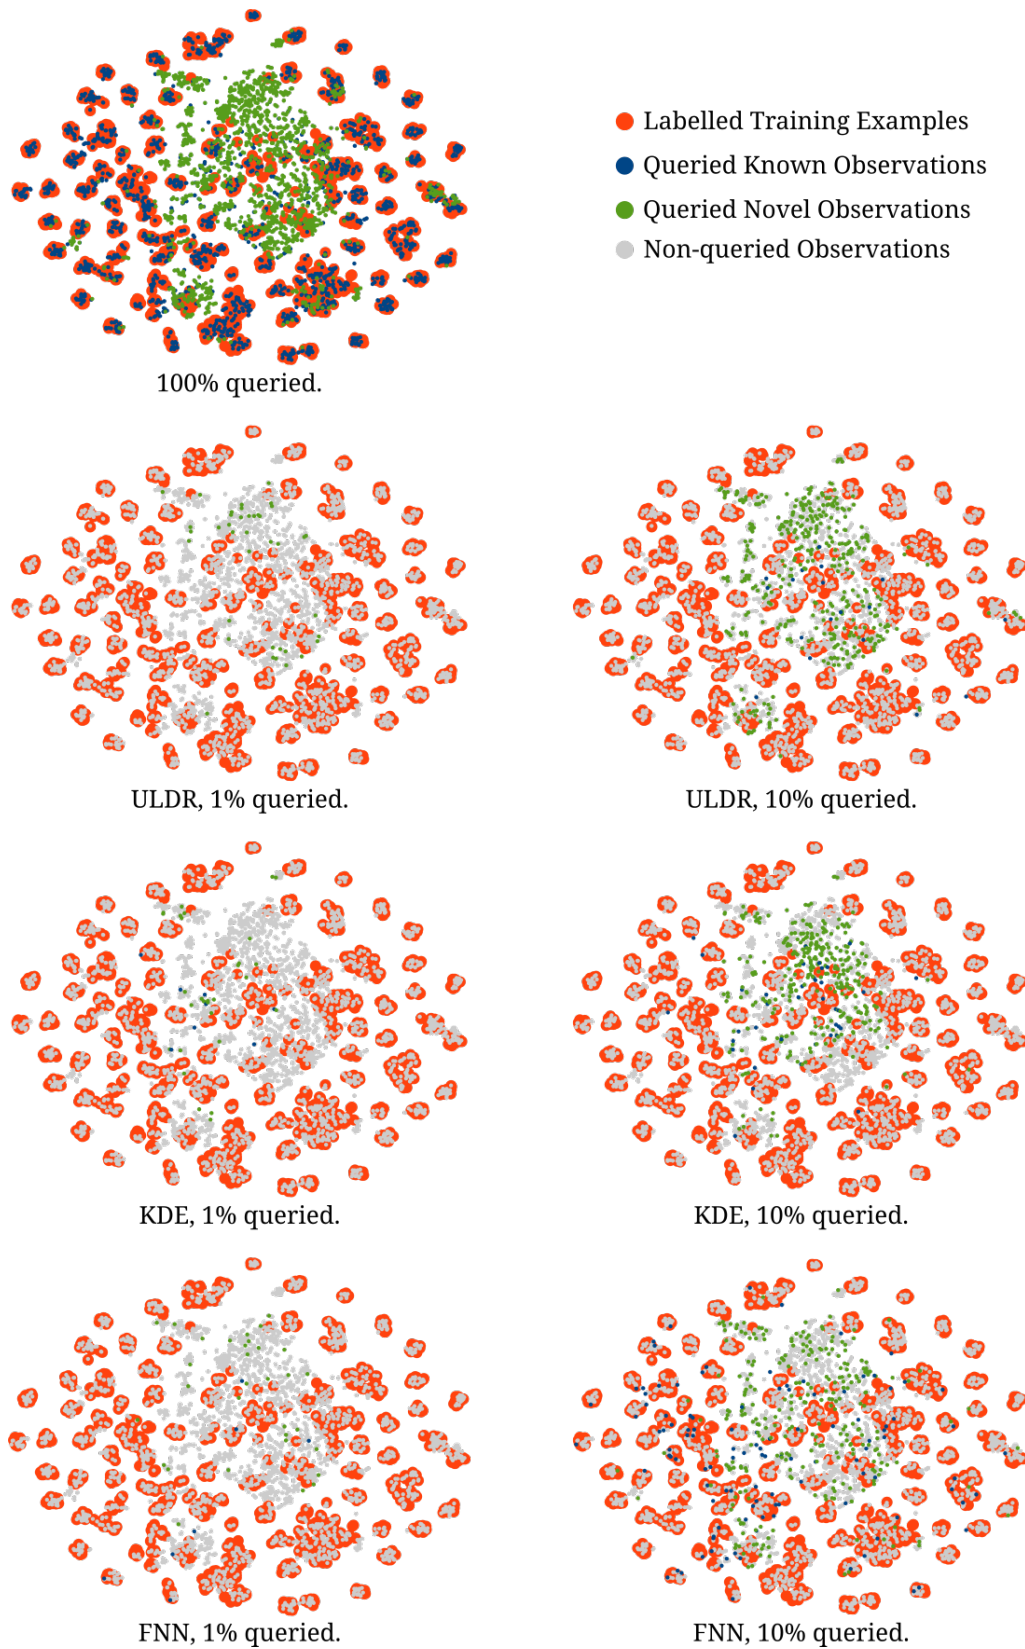 Labelled Training Examples
Queried Known Observations
Queried Novel Observations
Non-queried Observations
100% queried.
ULDR, 1% queried.
ULDR, 10% queried.
KDE, 1% queried.
KDE, 10% queried.
FNN, 1% queried.
FNN, 10% queried.